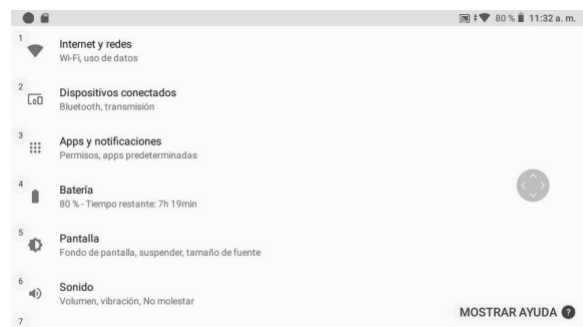 80 % 11:32 a. m.
1
Internet y redes
Wi-Fi, uso de datos
2
Dispositivos conectados
Bluetooth, transmisión
3
Apps y notificaciones
Permisos, apps predeterminadas
4
Batería
80 % - Tiempo restante: 7h 19min
5
Pantalla
Fondo de pantalla, suspender, tamaño de fuente
6
Sonido
Volumen, vibración, No molestar
7
MOSTRAR AYUDA ?